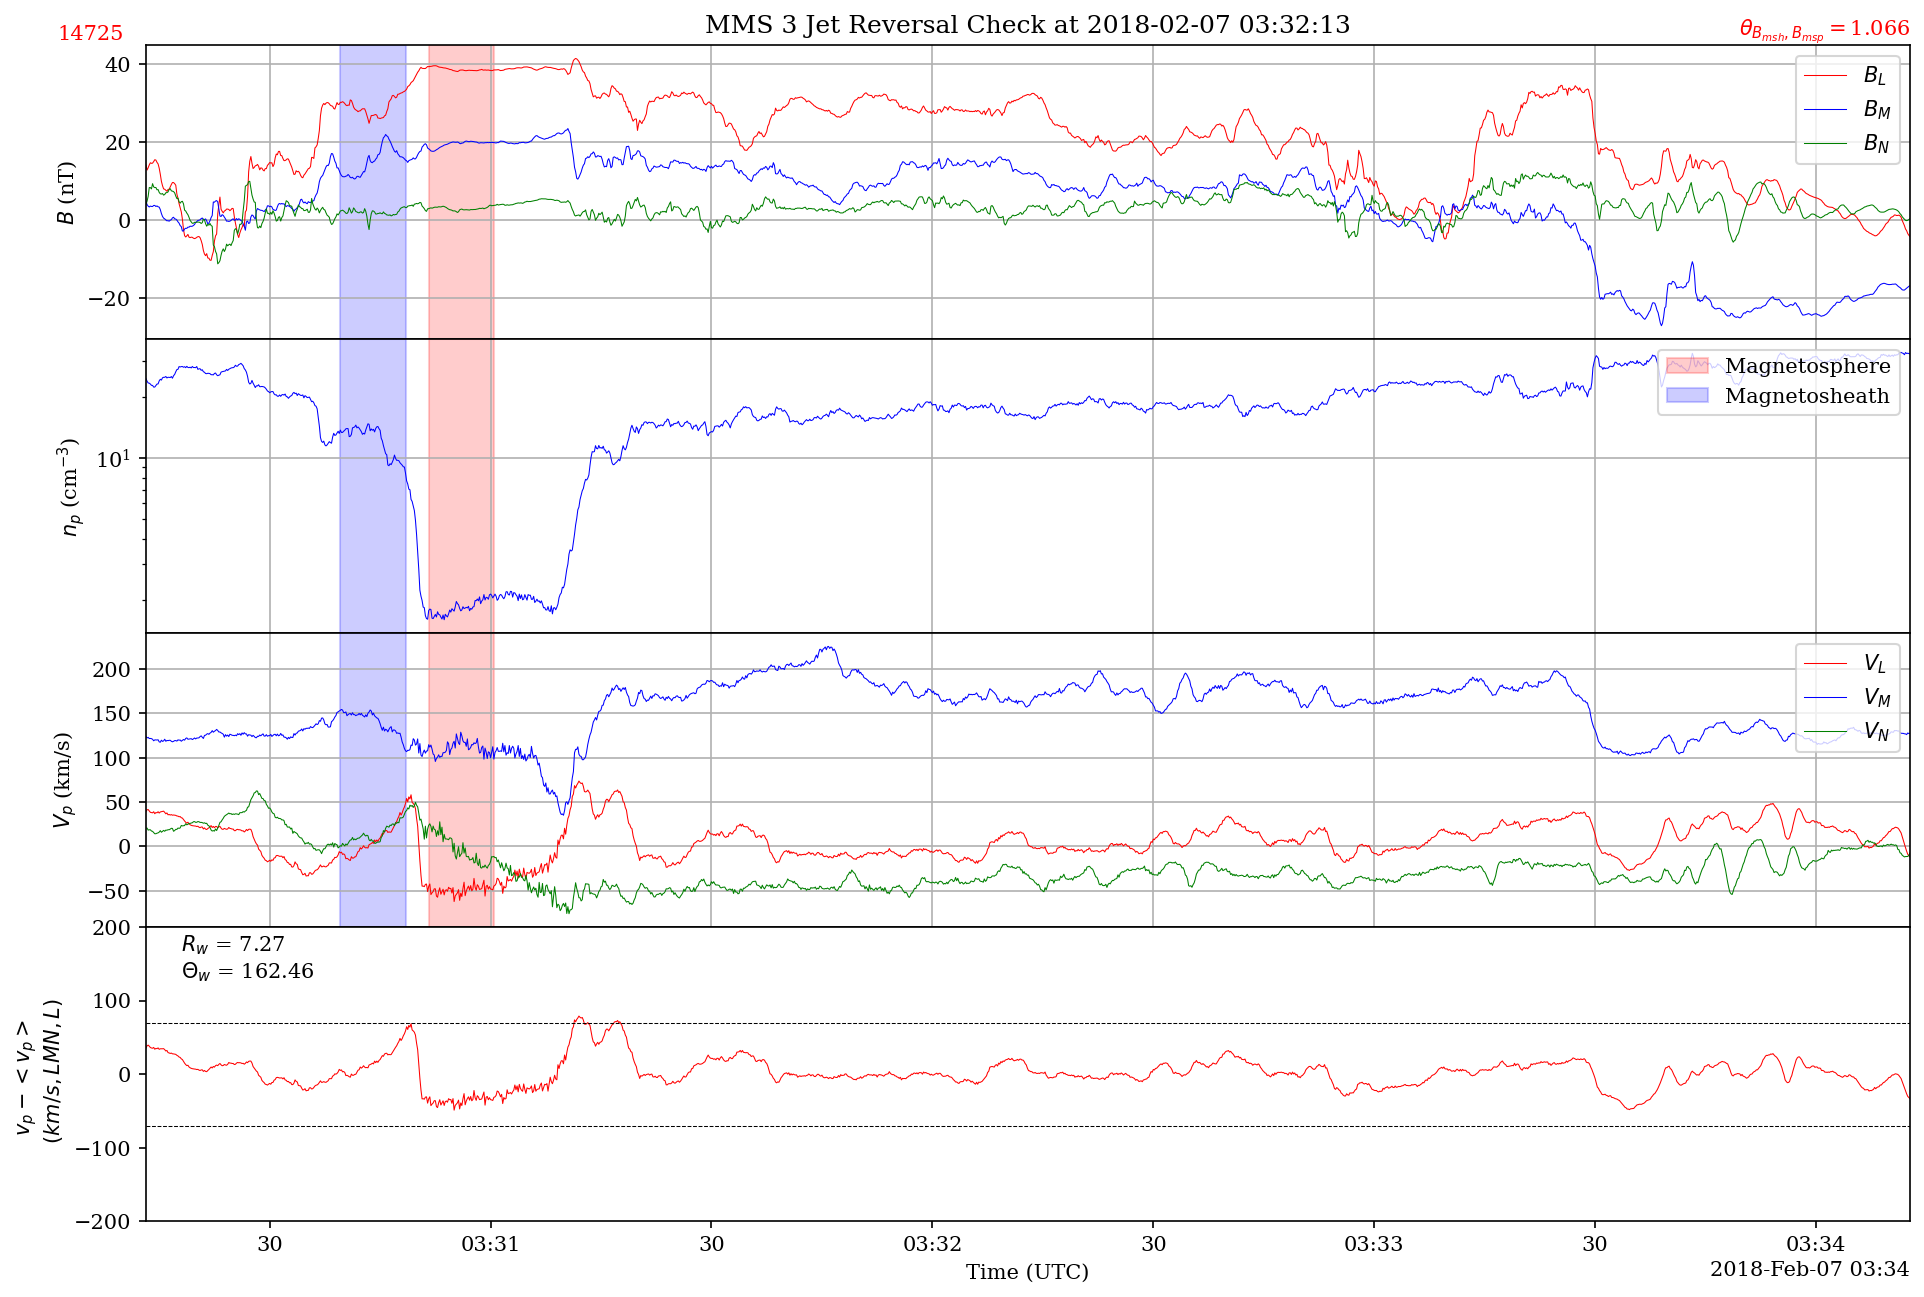 14725
MMS 3 Jet Reversal Check at 2018-02-07 03:32:13
θ_{B_{msh}, B_{msp}} = 1.066
40
20
0
−20
B (nT)
B_L
B_M
B_N
10^1
n_p (cm^{−3})
Magnetosphere
Magnetosheath
200
150
100
50
0
−50
V_p (km/s)
V_L
V_M
V_N
200
100
0
−100
−200
v_p − < v_p >
(km/s, LMN, L)
R_w = 7.27
Θ_w = 162.46
30
03:31
30
03:32
30
03:33
30
03:34
Time (UTC)
2018-Feb-07 03:34